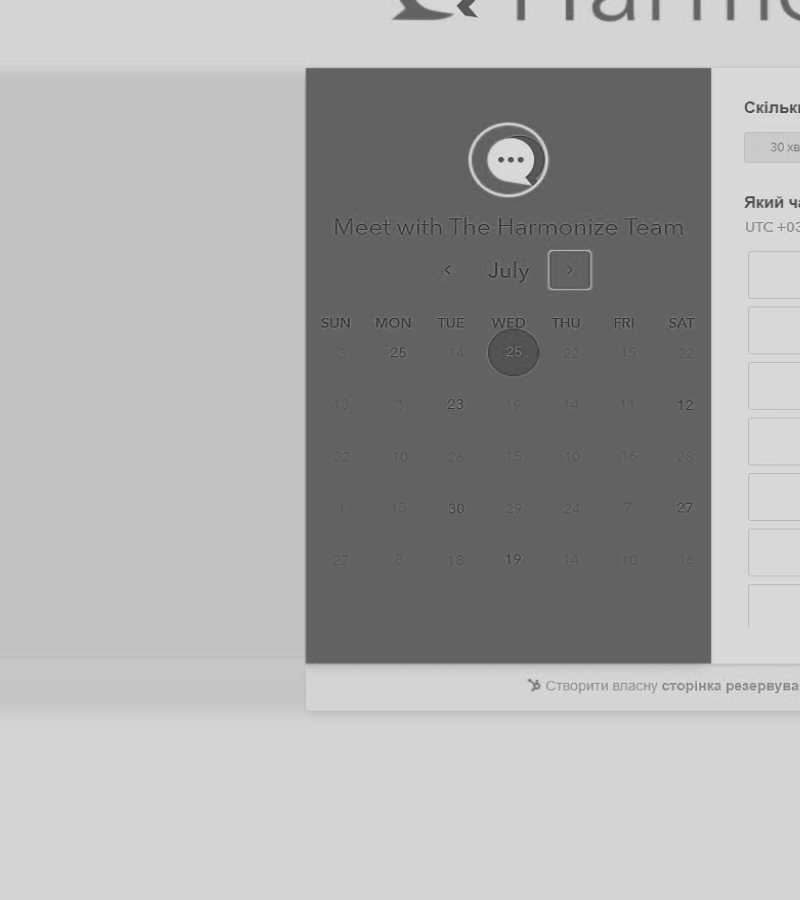 Harmo
Meet with The Harmonize Team
July
SUN MON TUE WED THU FRI SAT
3 25 14 25 22 15 22
13 3 23 19 14 11 12
22 10 26 15 10 16 28
1 13 30 29 24 7 27
27 8 18 19 14 10 16
Скільк
30 хв
Який ча
UTC +03
Створити власну сторінка резервува